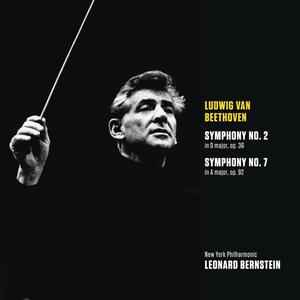 LUDWIG VAN
BEETHOVEN
SYMPHONY NO. 2
in D major, op. 36
SYMPHONY NO. 7
in A major, op. 92
New York Philharmonic
LEONARD BERNSTEIN